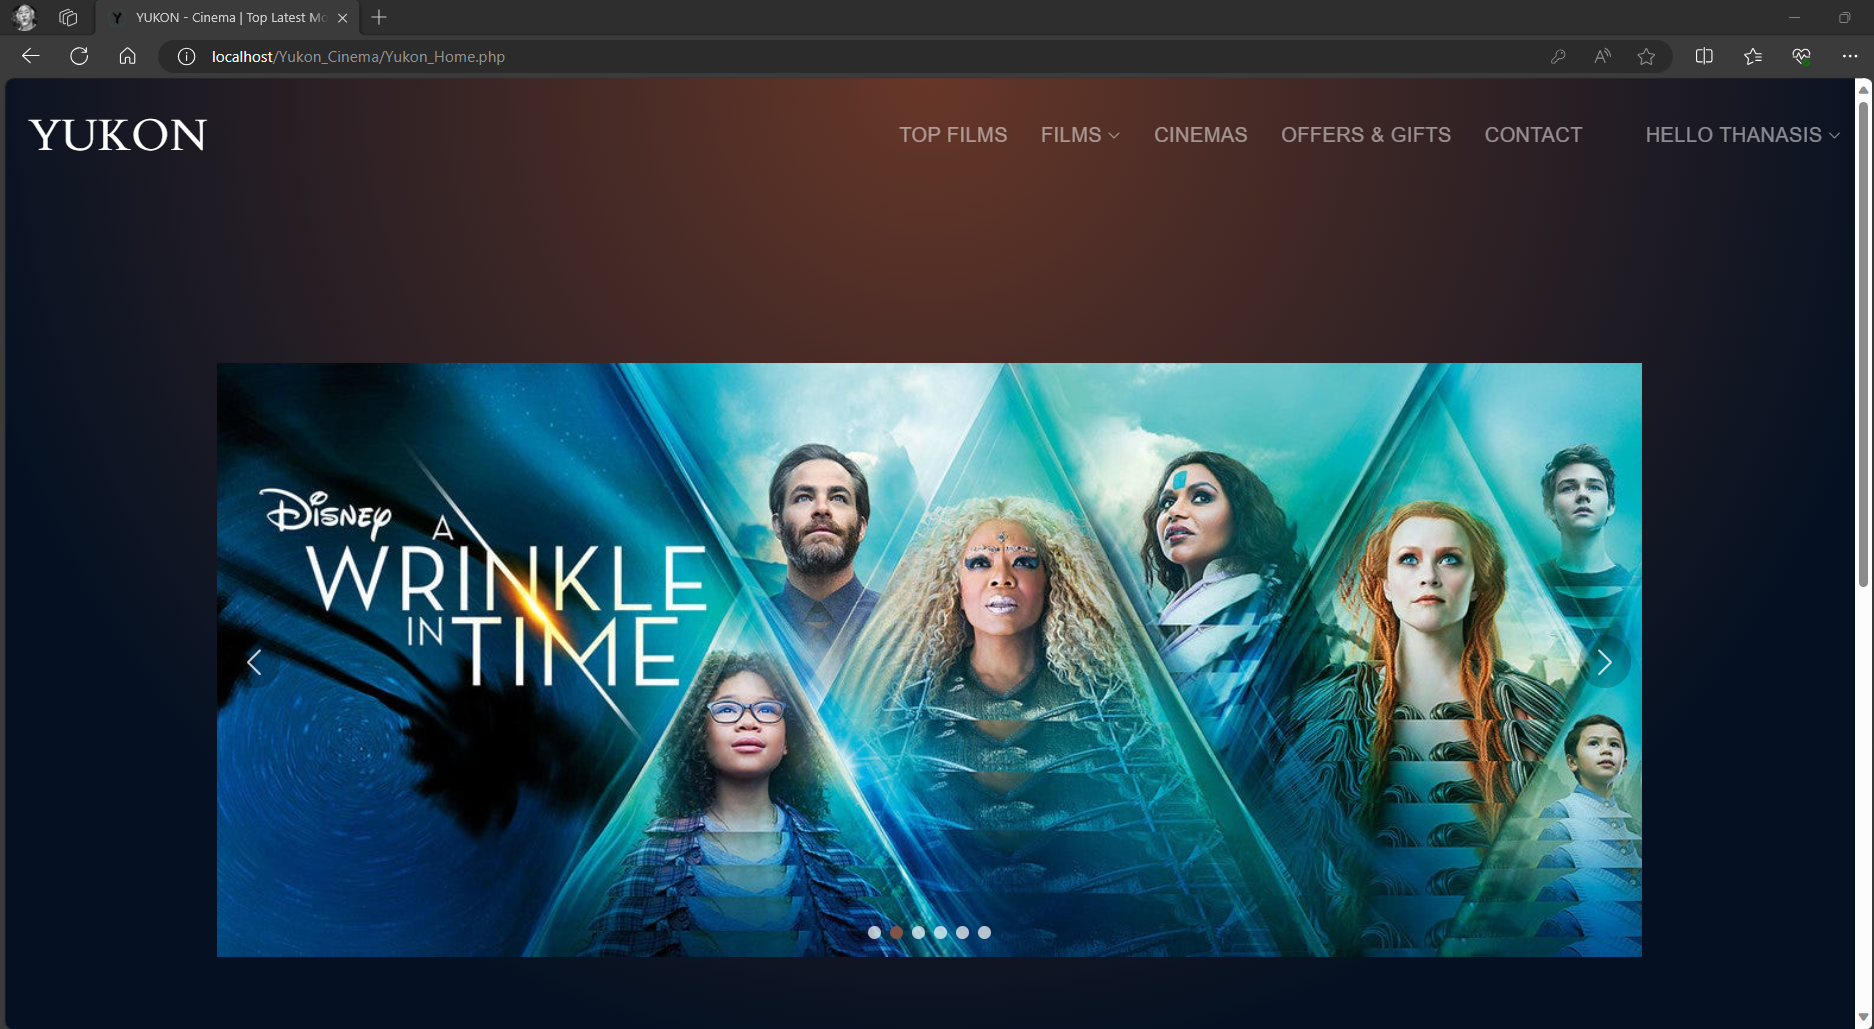 YUKON - Cinema | Top Latest Mo
localhost/Yukon_Cinema/Yukon_Home.php
YUKON
TOP FILMS FILMS CINEMAS OFFERS & GIFTS CONTACT HELLO THANASIS
Disney
A
WRINKLE
IN TIME